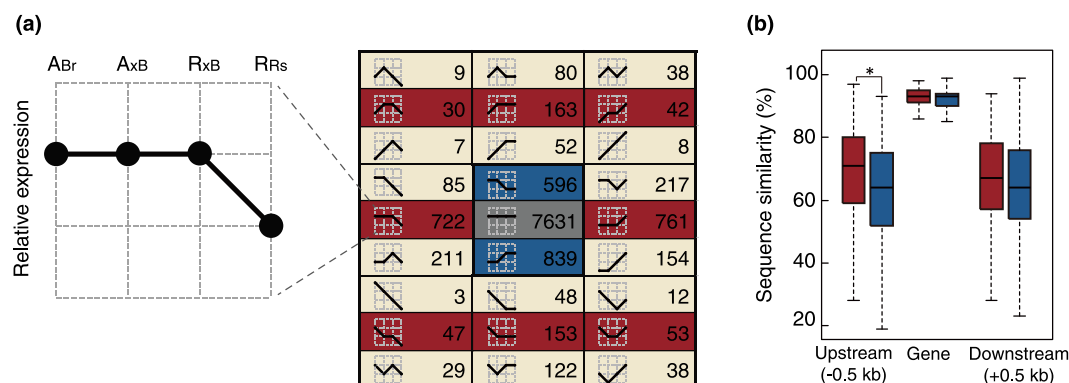 (a)
ABr AxB RxB RRs
Relative expression
9 80 38
30 163 42
7 52 8
85 596 217
722 7631 761
211 839 154
3 48 12
47 153 53
29 122 38
(b)
*
Sequence similarity (%)
100
80
60
40
20
Upstream
(-0.5 kb)
Gene
Downstream
(+0.5 kb)